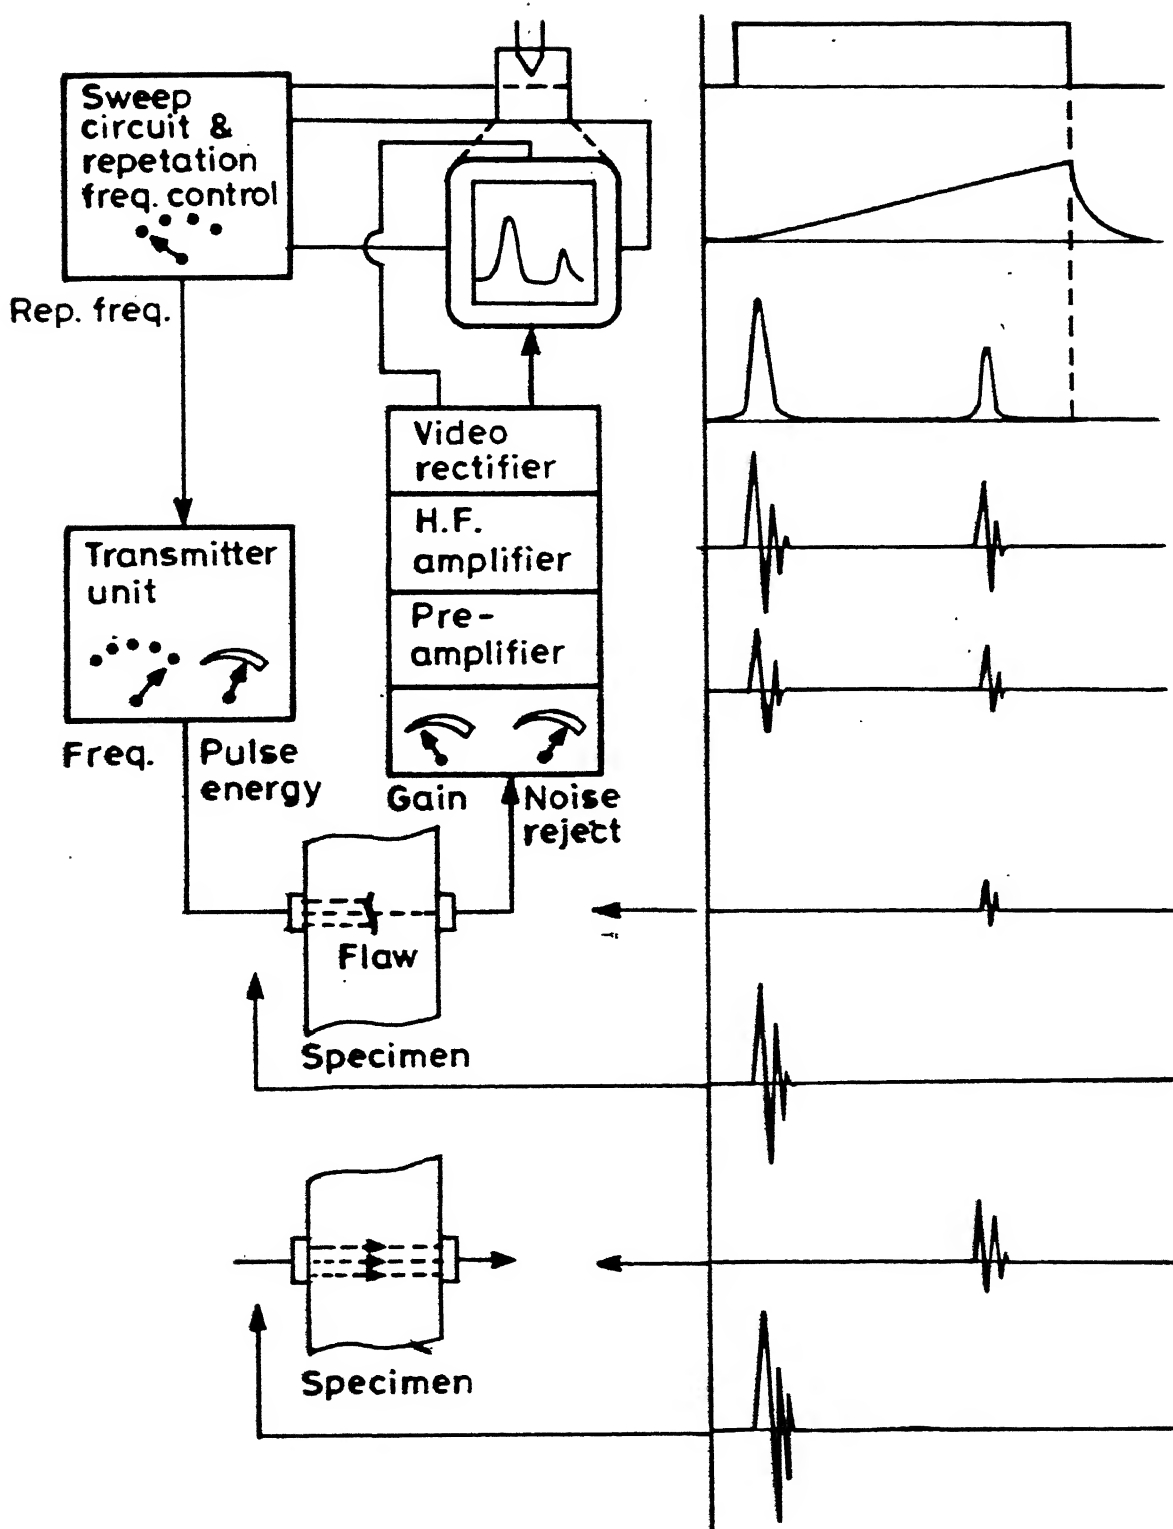 Sweep
circuit &
repetation
freq. control
Rep. freq.
Video
rectifier
H.F.
amplifier
Pre-
amplifier
Transmitter
unit
Freq.
Pulse
energy
Gain
Noise
reject
Flaw
Specimen
Specimen